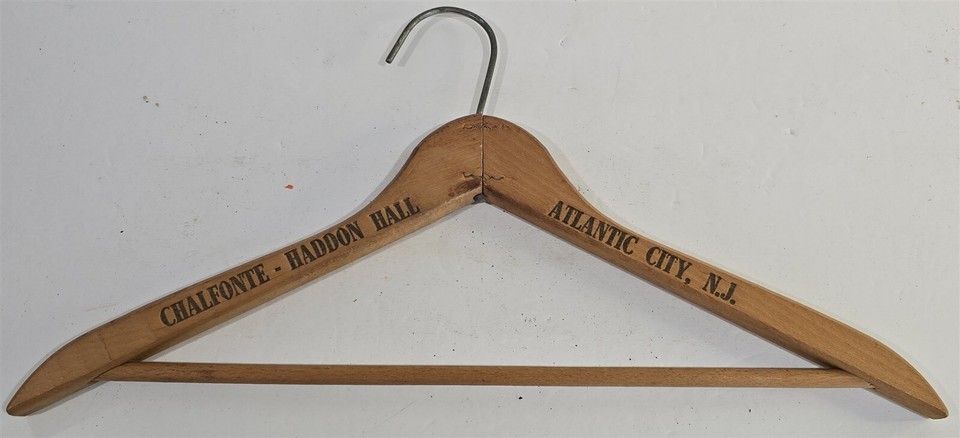 CHALFONTE - HADDON HALL
ATLANTIC CITY, N.J.